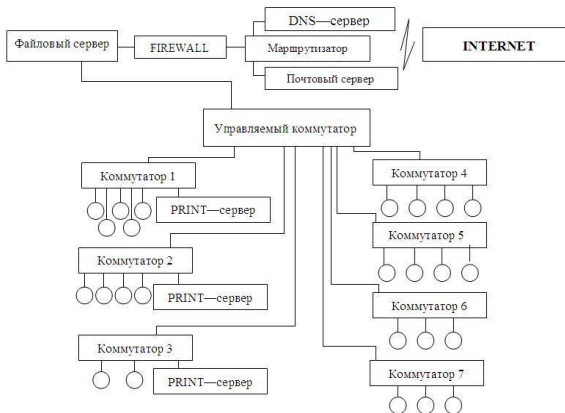 DNS—сервер
Файловый сервер
FIREWALL
Маршрутизатор
INTERNET
Почтовый сервер
Управляемый коммутатор
Коммутатор 1
PRINT—сервер
Коммутатор 2
PRINT—сервер
Коммутатор 3
PRINT—сервер
Коммутатор 4
Коммутатор 5
Коммутатор 6
Коммутатор 7